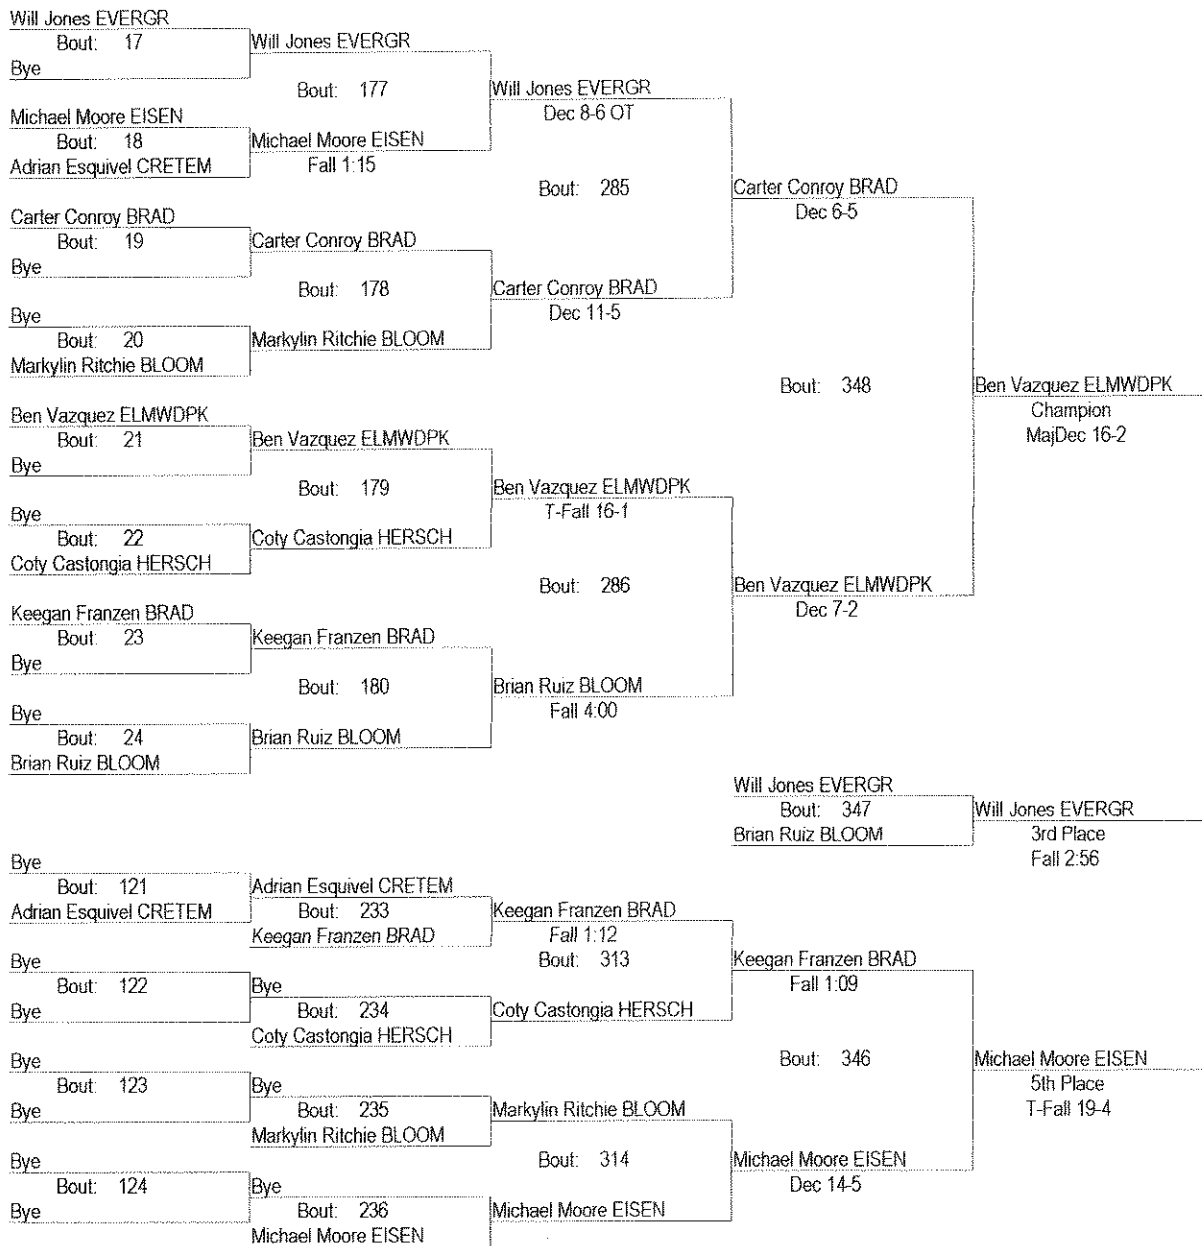 Will Jones EVERGR
Bout: 17
Bye
Will Jones EVERGR
Bout: 177
Michael Moore EISEN
Bout: 18
Adrian Esquivel CRETEM
Michael Moore EISEN
Fall 1:15
Will Jones EVERGR
Dec 8-6 OT
Bout: 285
Carter Conroy BRAD
Bout: 19
Bye
Carter Conroy BRAD
Bout: 178
Bye
Bout: 20
Markylin Ritchie BLOOM
Markylin Ritchie BLOOM
Carter Conroy BRAD
Dec 11-5
Carter Conroy BRAD
Dec 6-5
Bout: 348
Ben Vazquez ELMWDPK
Champion
MajDec 16-2
Ben Vazquez ELMWDPK
Bout: 21
Bye
Ben Vazquez ELMWDPK
Bout: 179
Bye
Bout: 22
Coty Castongia HERSCH
Coty Castongia HERSCH
Ben Vazquez ELMWDPK
T-Fall 16-1
Bout: 286
Keegan Franzen BRAD
Bout: 23
Bye
Keegan Franzen BRAD
Bout: 180
Bye
Bout: 24
Brian Ruiz BLOOM
Brian Ruiz BLOOM
Brian Ruiz BLOOM
Fall 4:00
Ben Vazquez ELMWDPK
Dec 7-2
Will Jones EVERGR
Bout: 347
Brian Ruiz BLOOM
Will Jones EVERGR
3rd Place
Fall 2:56
Bye
Bout: 121
Adrian Esquivel CRETEM
Adrian Esquivel CRETEM
Bout: 233
Keegan Franzen BRAD
Keegan Franzen BRAD
Fall 1:12
Bout: 313
Bye
Bout: 122
Bye
Bye
Bout: 234
Coty Castongia HERSCH
Coty Castongia HERSCH
Keegan Franzen BRAD
Fall 1:09
Bout: 346
Bye
Bout: 123
Bye
Bye
Bout: 235
Markylin Ritchie BLOOM
Markylin Ritchie BLOOM
Bout: 314
Bye
Bout: 124
Bye
Bye
Bout: 236
Michael Moore EISEN
Michael Moore EISEN
Michael Moore EISEN
Dec 14-5
Michael Moore EISEN
5th Place
T-Fall 19-4